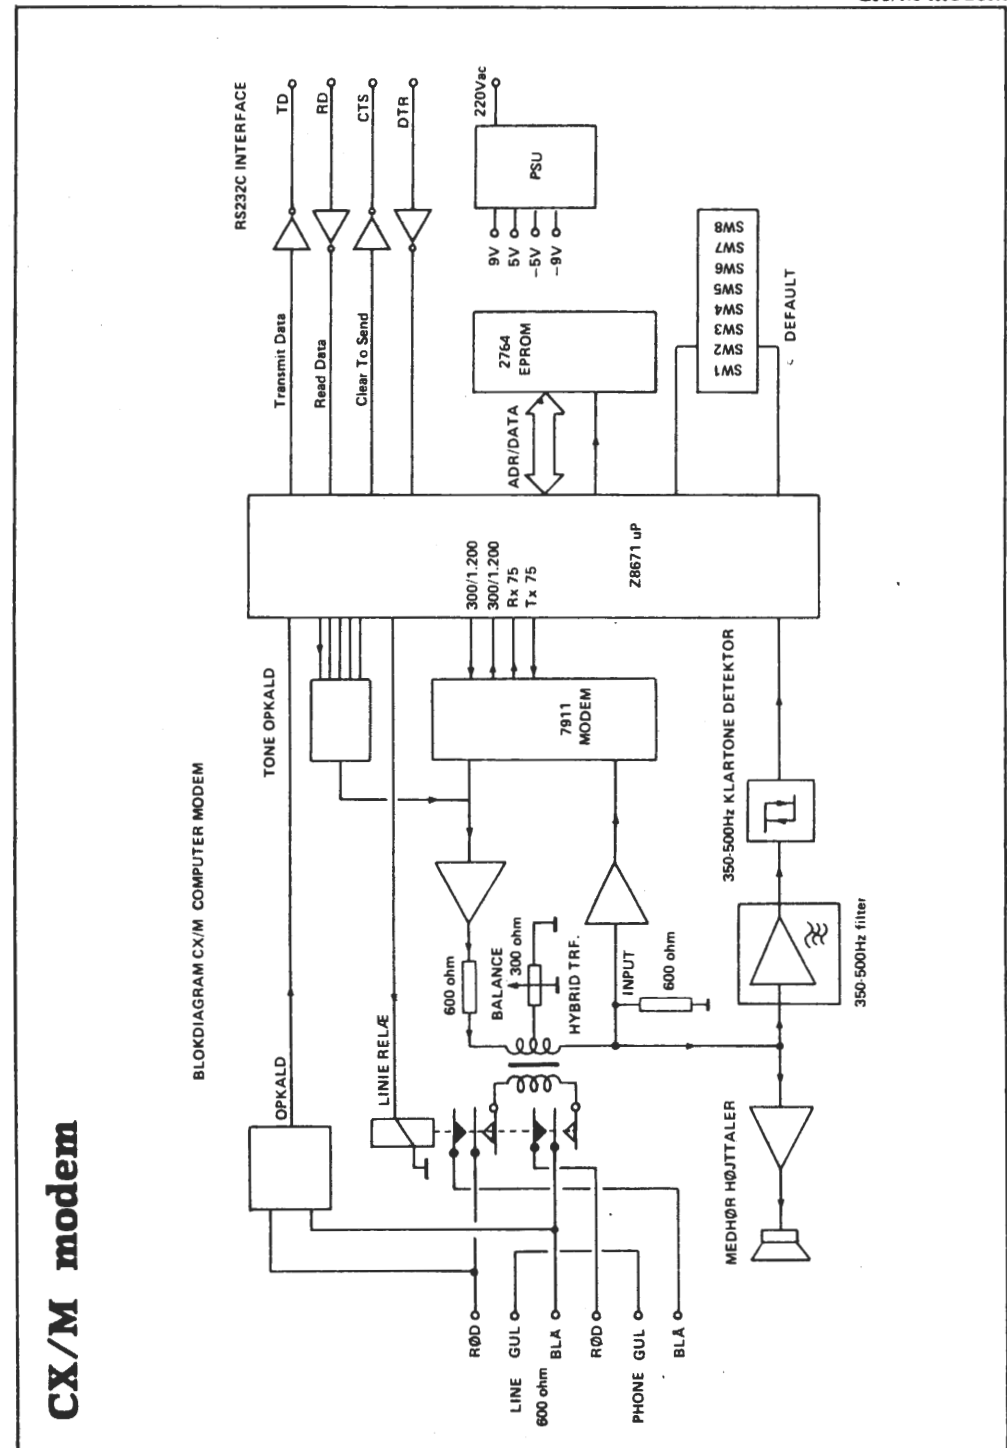 CX/M modem
BLOKDIAGRAM CX/M COMPUTER MODEM
RS232C INTERFACE
TD
RD
CTS
DTR
Transmit Data
Read Data
Clear To Send
220Vac
PSU
9V
5V
-5V
-9V
2764
EPROM
ADR/DATA
SW1
SW2
SW3
SW4
SW5
SW6
SW7
SW8
DEFAULT
Z8671 uP
300/1.200
300/1.200
Rx 75
Tx 75
TONE OPKALD
7911
MODEM
OPKALD
LINIE RELÆ
600 ohm
BALANCE
300 ohm
HYBRID TRF.
INPUT
600 ohm
350-500Hz KLARTONE DETEKTOR
350-500Hz filter
MEDHØR HØJTTALER
RØD
LINE GUL
600 ohm BLÅ
RØD
PHONE GUL
BLÅ